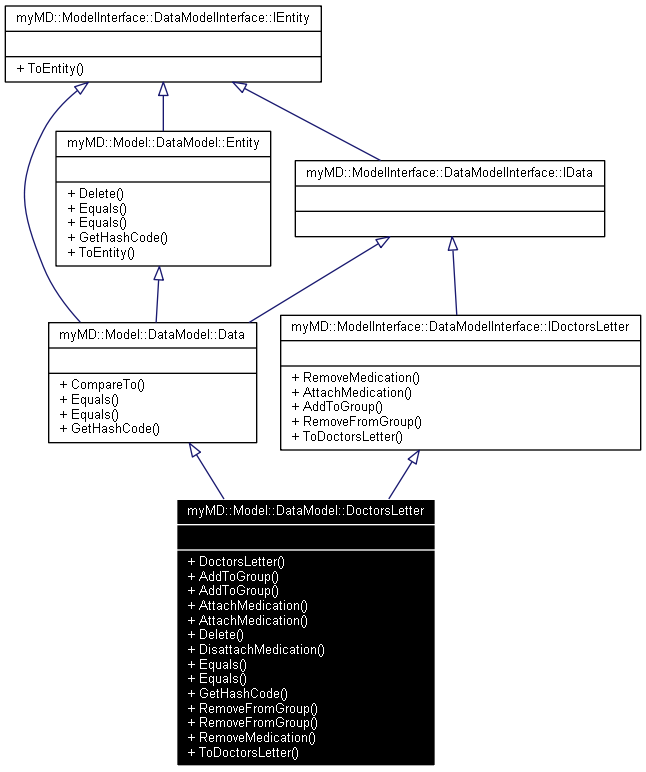 myMD::ModelInterface::DataModelInterface::IEntity
+ ToEntity()
myMD::Model::DataModel::Entity
+ Delete()
+ Equals()
+ Equals()
+ GetHashCode()
+ ToEntity()
myMD::ModelInterface::DataModelInterface::IData
myMD::Model::DataModel::Data
+ CompareTo()
+ Equals()
+ Equals()
+ GetHashCode()
myMD::ModelInterface::DataModelInterface::IDoctorsLetter
+ RemoveMedication()
+ AttachMedication()
+ AddToGroup()
+ RemoveFromGroup()
+ ToDoctorsLetter()
myMD::Model::DataModel::DoctorsLetter
+ DoctorsLetter()
+ AddToGroup()
+ AddToGroup()
+ AttachMedication()
+ AttachMedication()
+ Delete()
+ DisattachMedication()
+ Equals()
+ Equals()
+ GetHashCode()
+ RemoveFromGroup()
+ RemoveFromGroup()
+ RemoveMedication()
+ ToDoctorsLetter()